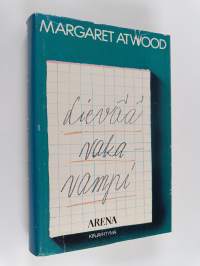 MARGARET ATWOOD
Lievää
vaka
vampi
ARENA
KIRJAYHTYMÄ